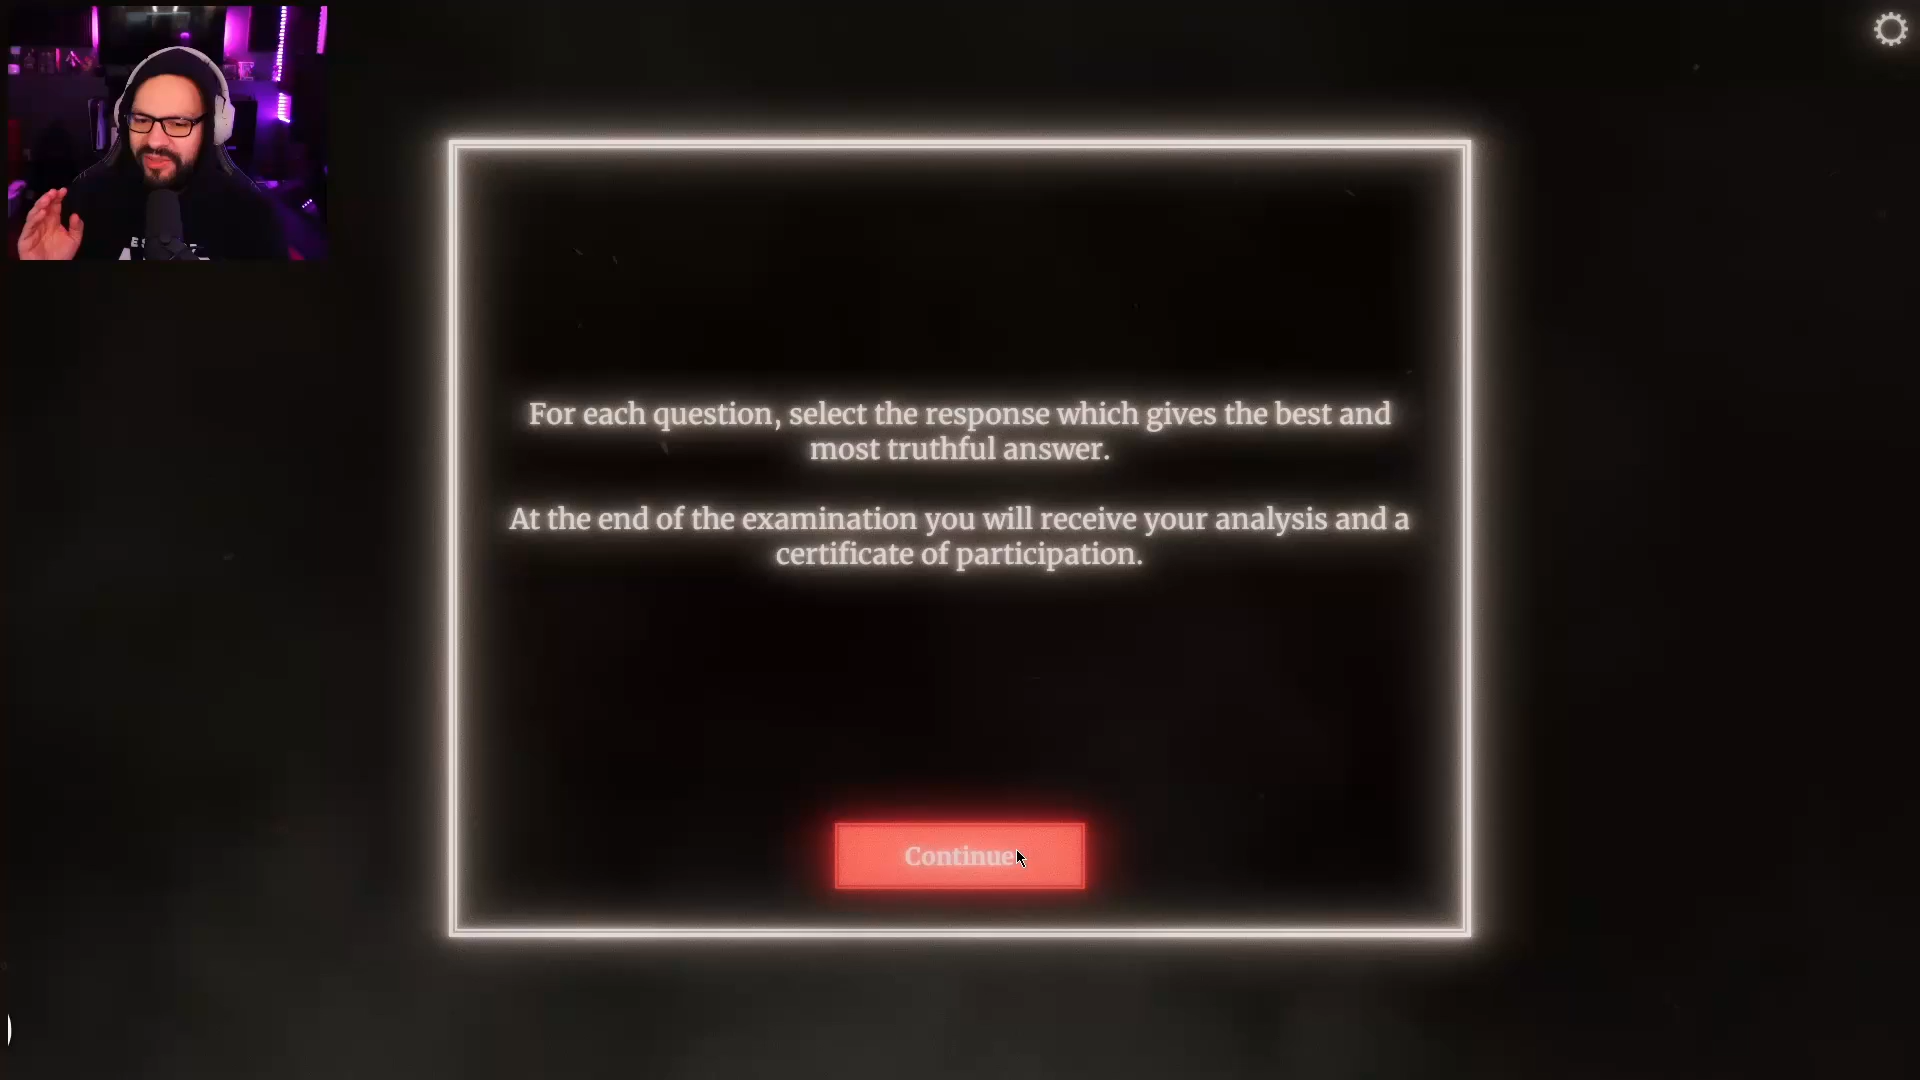 For each question, select the response which gives the best and
most truthful answer.
At the end of the examination you will receive your analysis and a
certificate of participation.
Continue